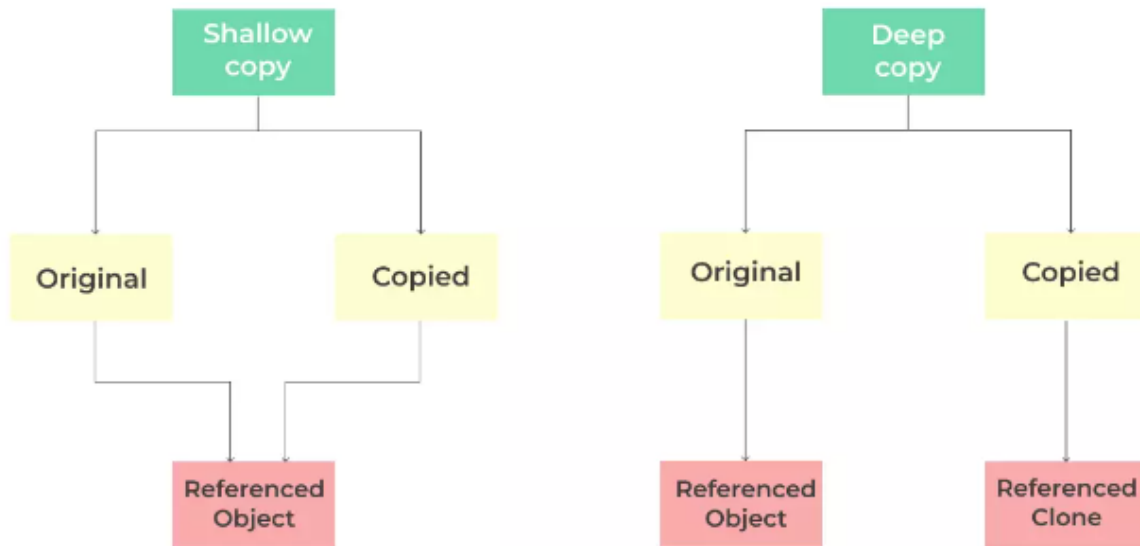 Shallow
copy
Deep
copy
Original
Copied
Original
Copied
Referenced
Object
Referenced
Object
Referenced
Clone